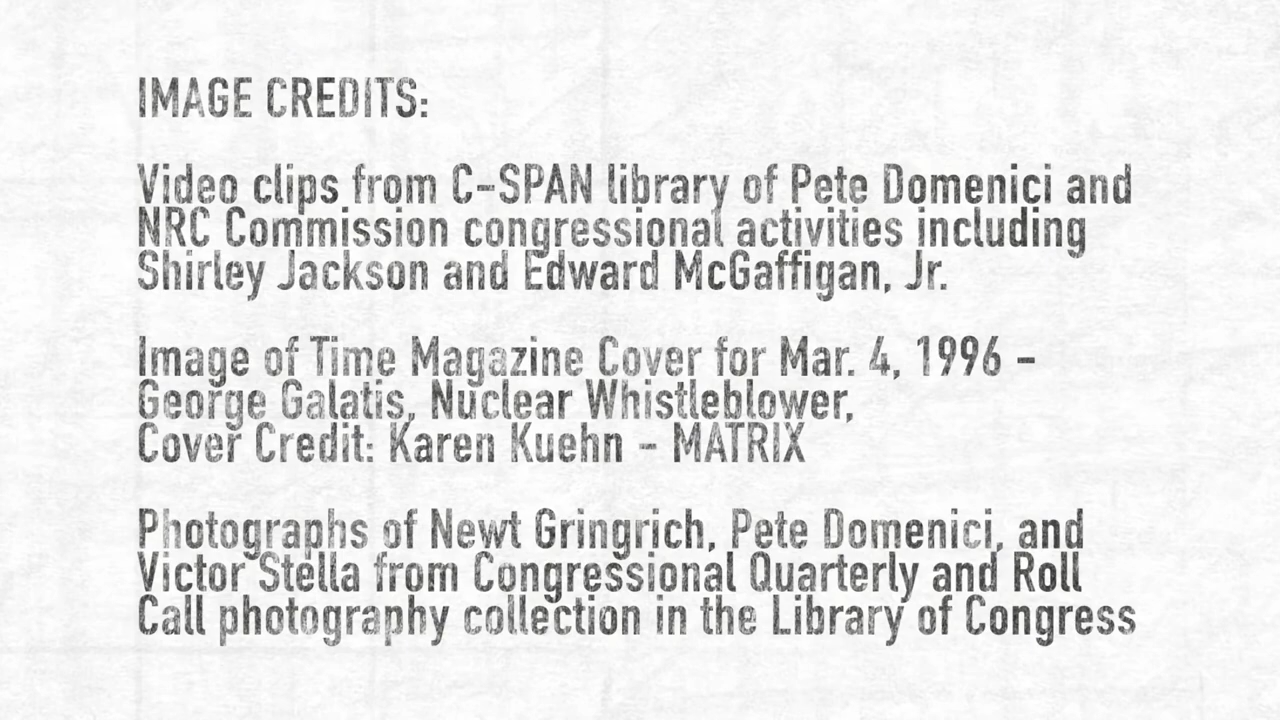 IMAGE CREDITS:
Video clips from C-SPAN library of Pete Domenici and
NRC Commission congressional activities including
Shirley Jackson and Edward McGaffigan, Jr.
Image of Time Magazine Cover for Mar. 4, 1996 -
George Galatis, Nuclear Whistleblower,
Cover Credit: Karen Kuehn - MATRIX
Photographs of Newt Gringrich, Pete Domenici, and
Victor Stella from Congressional Quarterly and Roll
Call photography collection in the Library of Congress